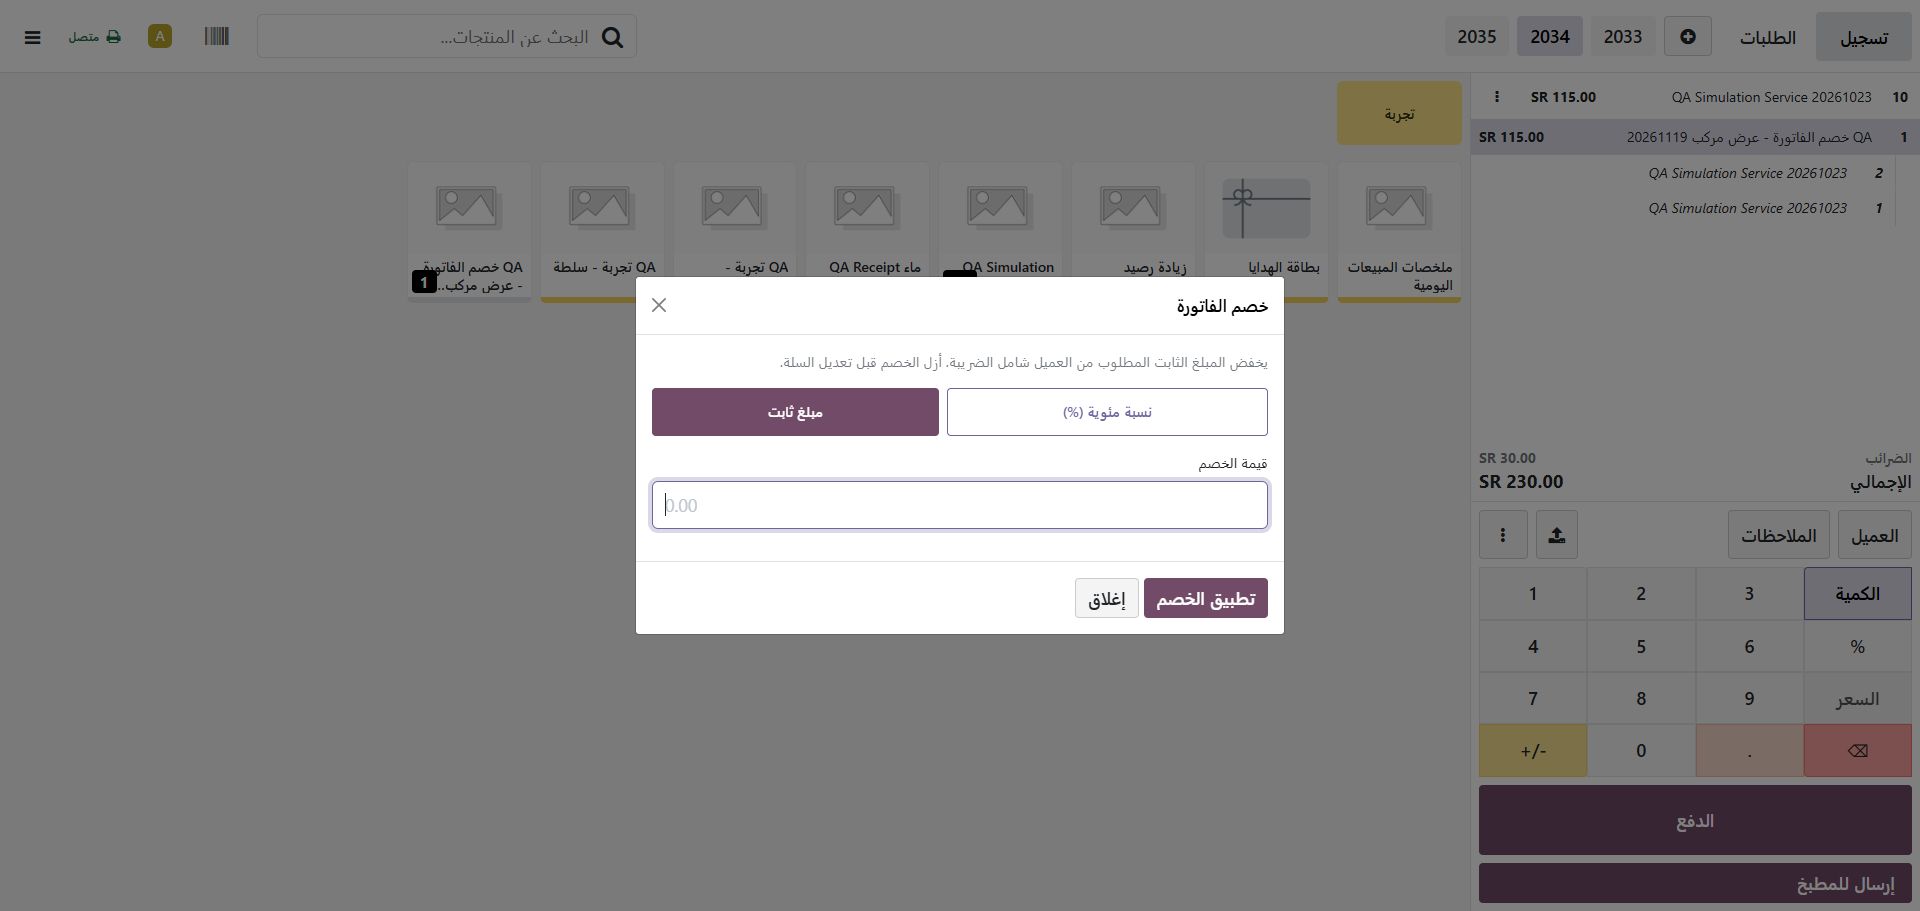 تسجيل
الطلبات
2033
2034
2035
البحث عن المنتجات...
A
متصل
10 QA Simulation Service 20261023 SR 115.00
1 QA خصم الفاتورة - عرض مركب 20261119 SR 115.00
2 QA Simulation Service 20261023
1 QA Simulation Service 20261023
الضرائب SR 30.00
الإجمالي SR 230.00
العميل
الملاحظات
1 2 3 الكمية
4 5 6 %
7 8 9 السعر
+/- 0 . ⌫
الدفع
إرسال للمطبخ
تجربة
ملخصات المبيعات
اليومية
بطاقة الهدايا
زيادة رصيد
QA Simulation
QA Receipt ماء
QA تجربة -
QA تجربة - سلطة
QA خصم الفاتورة
- عرض مركب...
1
خصم الفاتورة
يخفض المبلغ الثابت المطلوب من العميل شامل الضريبة. أزل الخصم قبل تعديل السلة.
نسبة مئوية (%)
مبلغ ثابت
قيمة الخصم
0.00
تطبيق الخصم
إغلاق